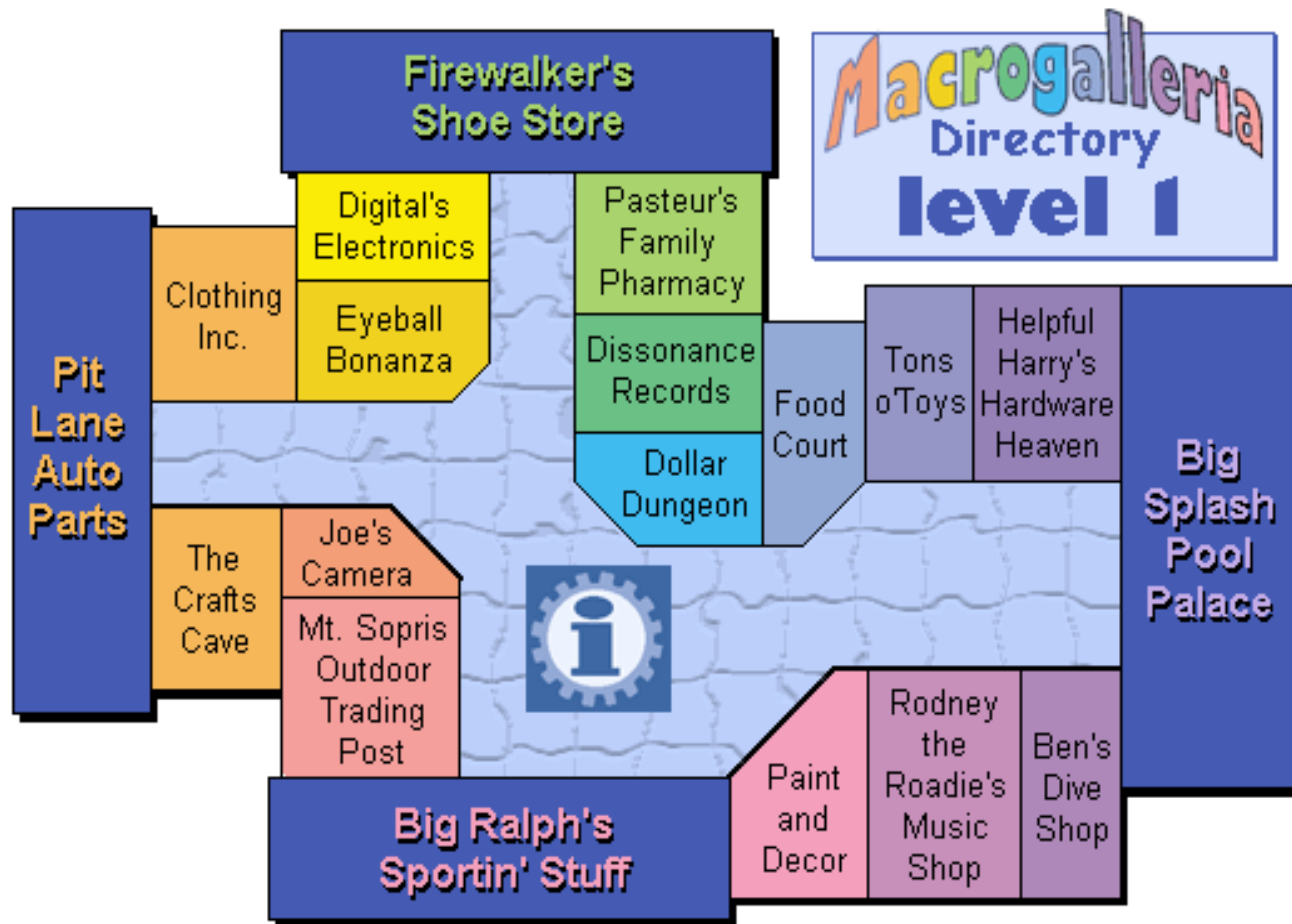 Macrogalleria
Directory
level 1
Firewalker's
Shoe Store
Digital's
Electronics
Eyeball
Bonanza
Clothing
Inc.
Pit
Lane
Auto
Parts
The
Crafts
Cave
Joe's
Camera
Mt. Sopris
Outdoor
Trading
Post
Big Ralph's
Sportin' Stuff
Pasteur's
Family
Pharmacy
Dissonance
Records
Dollar
Dungeon
Food
Court
Tons
o'Toys
Helpful
Harry's
Hardware
Heaven
Big
Splash
Pool
Palace
i
Paint
and
Decor
Rodney
the
Roadie's
Music
Shop
Ben's
Dive
Shop